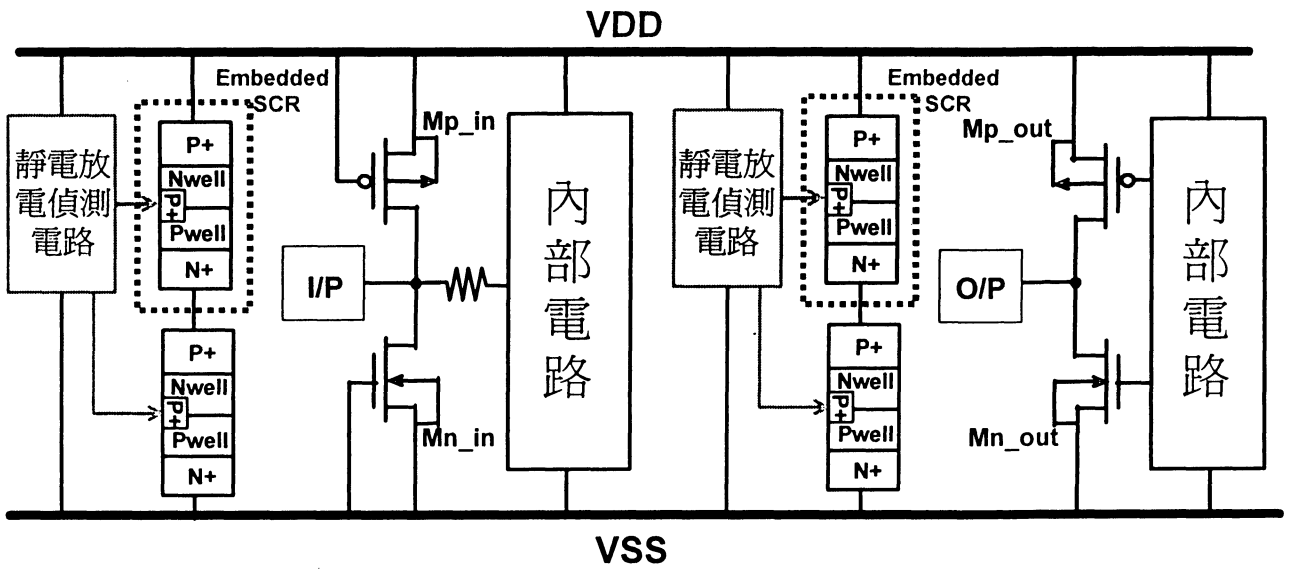 VDD
Embedded
SCR
靜電放
電偵測
電路
P+
Nwell
P+
Pwell
N+
P+
Nwell
P+
Pwell
N+
Mp_in
I/P
Mn_in
內
部
電
路
Embedded
SCR
靜電放
電偵測
電路
P+
Nwell
P+
Pwell
N+
P+
Nwell
P+
Pwell
N+
Mp_out
O/P
Mn_out
內
部
電
路
VSS